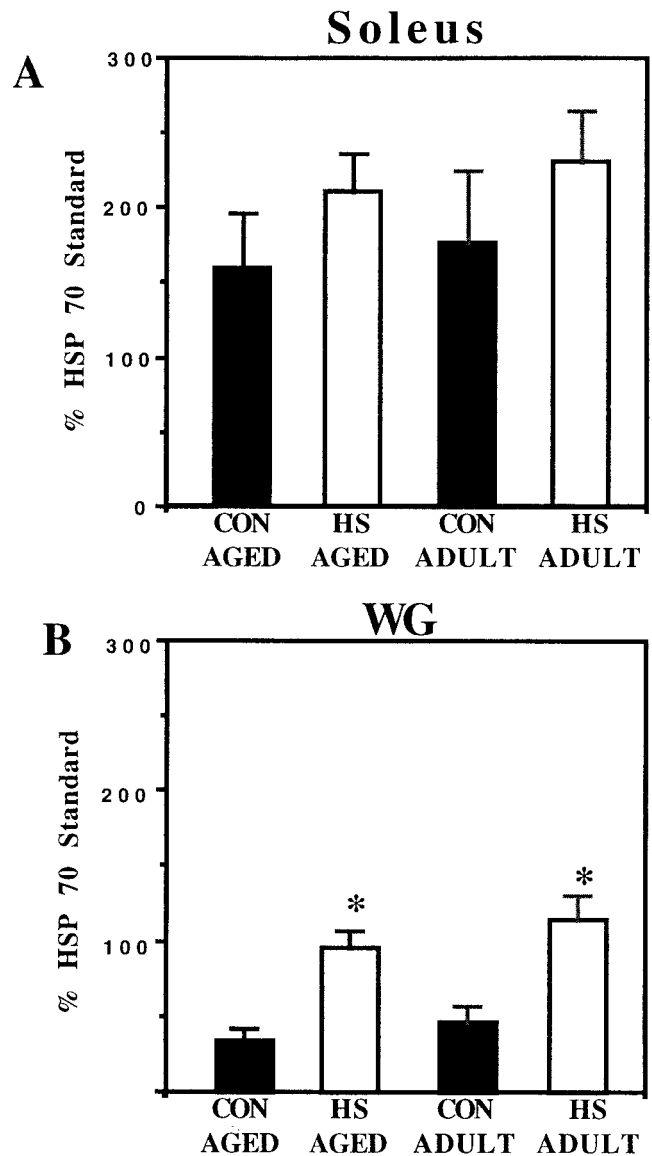 Soleus
A
% HSP 70 Standard
300
200
100
0
CON HS CON HS
AGED AGED ADULT ADULT
WG
B
% HSP 70 Standard
300
200
100
*
*
CON HS CON HS
AGED AGED ADULT ADULT